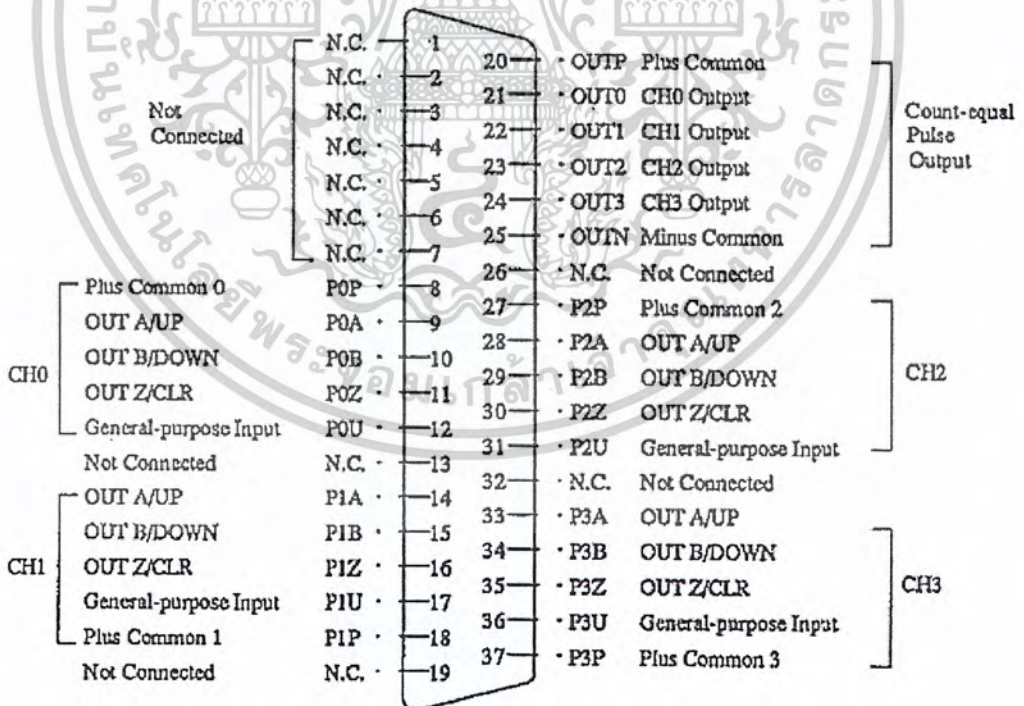 N.C. 1
N.C. 2
N.C. 3
N.C. 4
N.C. 5
N.C. 6
N.C. 7
Not
Connected
Plus Common 0 P0P 8
OUT A/UP P0A 9
OUT B/DOWN P0B 10
OUT Z/CLR P0Z 11
General-purpose Input P0U 12
CH0
Not Connected N.C. 13
OUT A/UP P1A 14
OUT B/DOWN P1B 15
OUT Z/CLR P1Z 16
General-purpose Input P1U 17
Plus Common 1 P1P 18
CH1
Not Connected N.C. 19
20 OUTP Plus Common
21 OUT0 CH0 Output
22 OUT1 CH1 Output
23 OUT2 CH2 Output
24 OUT3 CH3 Output
25 OUTN Minus Common
Count-equal
Pulse
Output
26 N.C. Not Connected
27 P2P Plus Common 2
28 P2A OUT A/UP
29 P2B OUT B/DOWN
30 P2Z OUT Z/CLR
31 P2U General-purpose Input
CH2
32 N.C. Not Connected
33 P3A OUT A/UP
34 P3B OUT B/DOWN
35 P3Z OUT Z/CLR
36 P3U General-purpose Input
37 P3P Plus Common 3
CH3